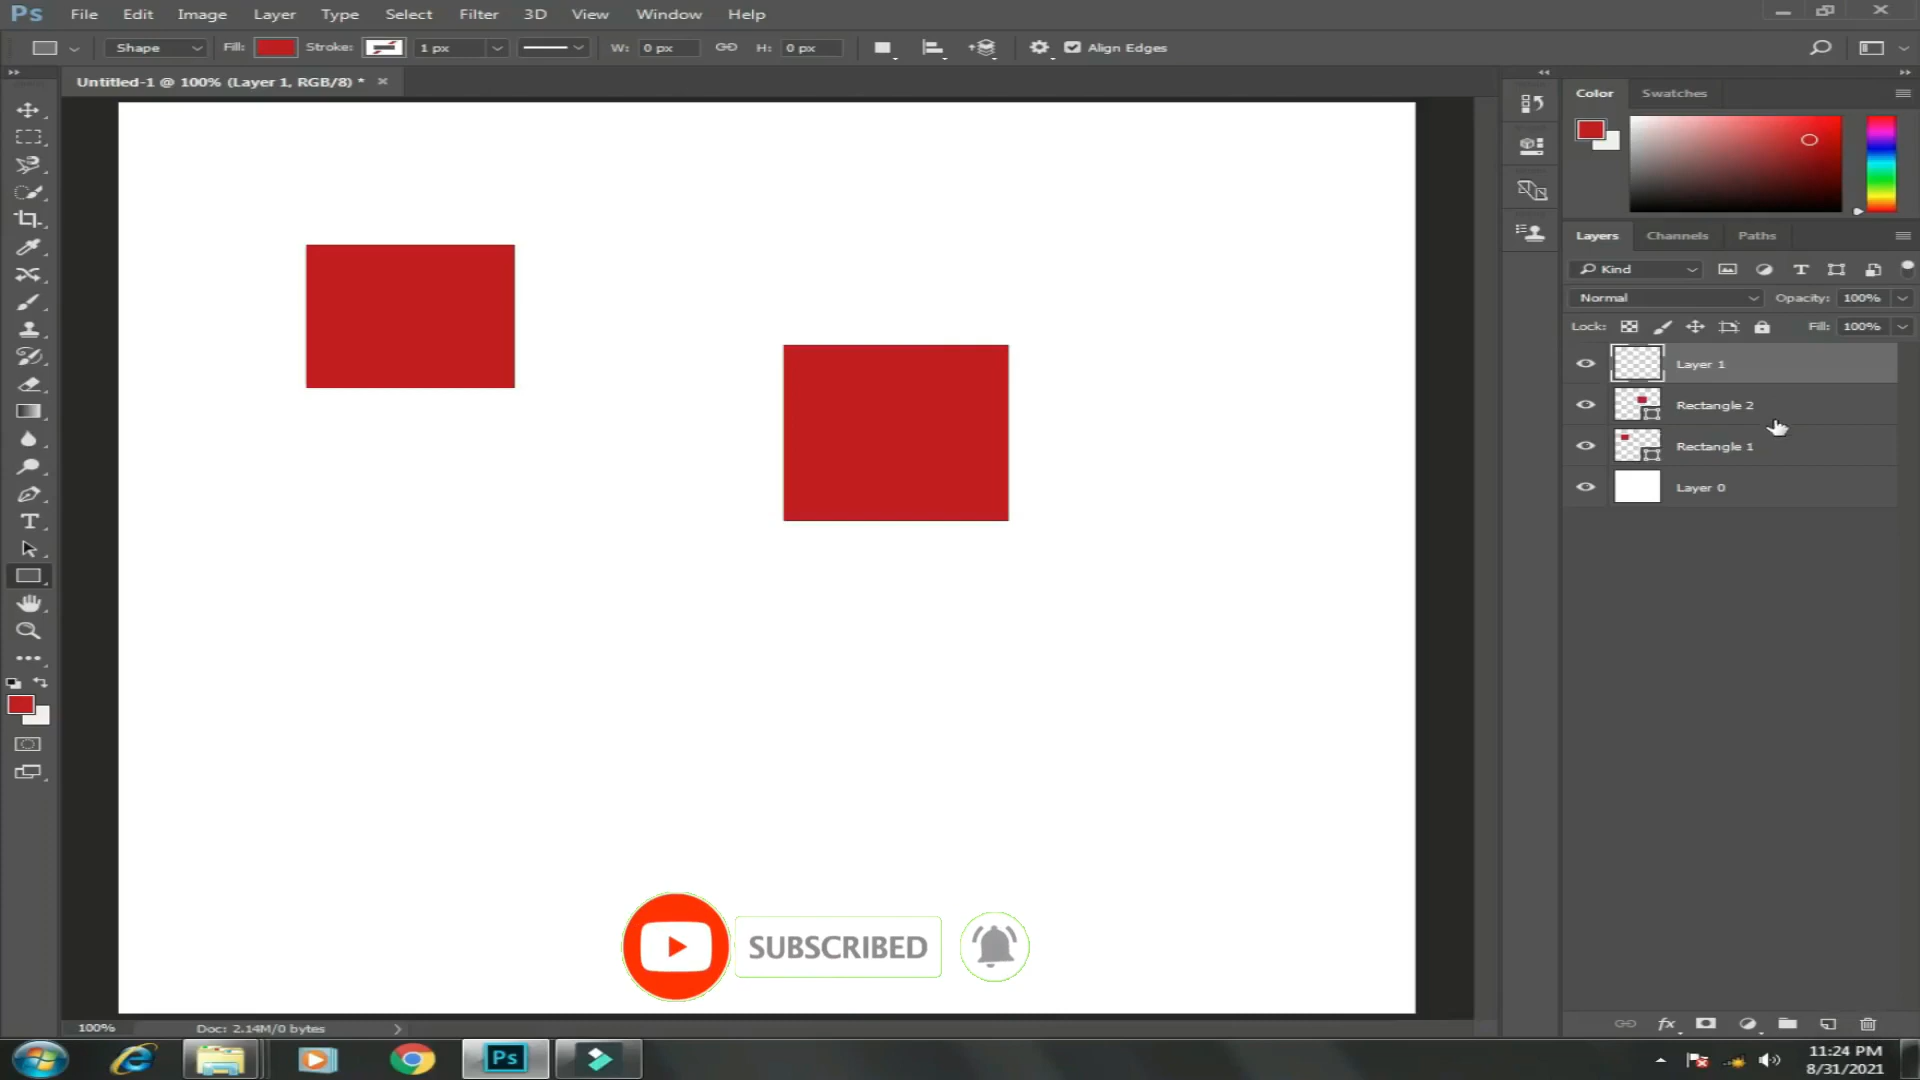 Ps File Edit Image Layer Type Select Filter 3D View Window Help
Shape Fill: Stroke: 1 px W: 0 px H: 0 px Align Edges
Untitled-1 @ 100% (Layer 1, RGB/8) *
Color Swatches
Layers Channels Paths
Kind
Normal Opacity: 100%
Lock: Fill: 100%
Layer 1
Rectangle 2
Rectangle 1
Layer 0
SUBSCRIBED
fx
100% Doc: 2.14M/0 bytes
Ps
11:24 PM
8/31/2021